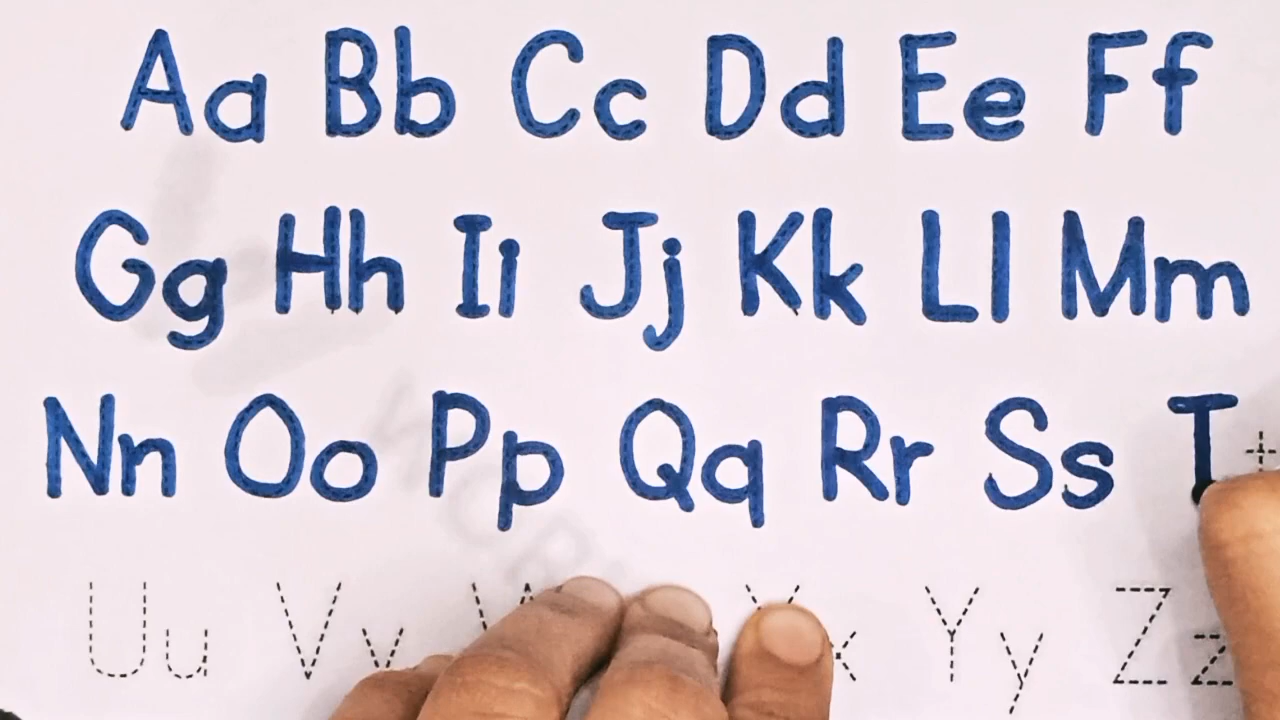 Aa Bb Cc Dd Ee Ff
Gg Hh Ii Jj Kk Ll Mm
Nn Oo Pp Qq Rr Ss Tt
Uu Vv W X Yy Zz